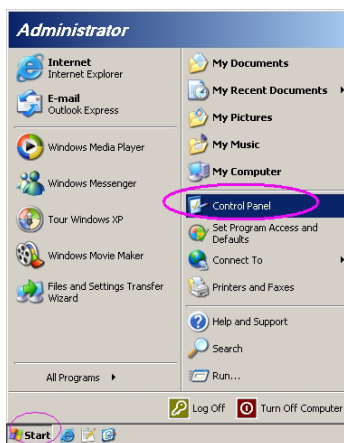 Administrator
Internet
Internet Explorer
E-mail
Outlook Express
Windows Media Player
Windows Messenger
Tour Windows XP
Windows Movie Maker
Files and Settings Transfer
Wizard
All Programs
My Documents
My Recent Documents
My Pictures
My Music
My Computer
Control Panel
Set Program Access and
Defaults
Connect To
Printers and Faxes
Help and Support
Search
Run...
Log Off
Turn Off Computer
Start